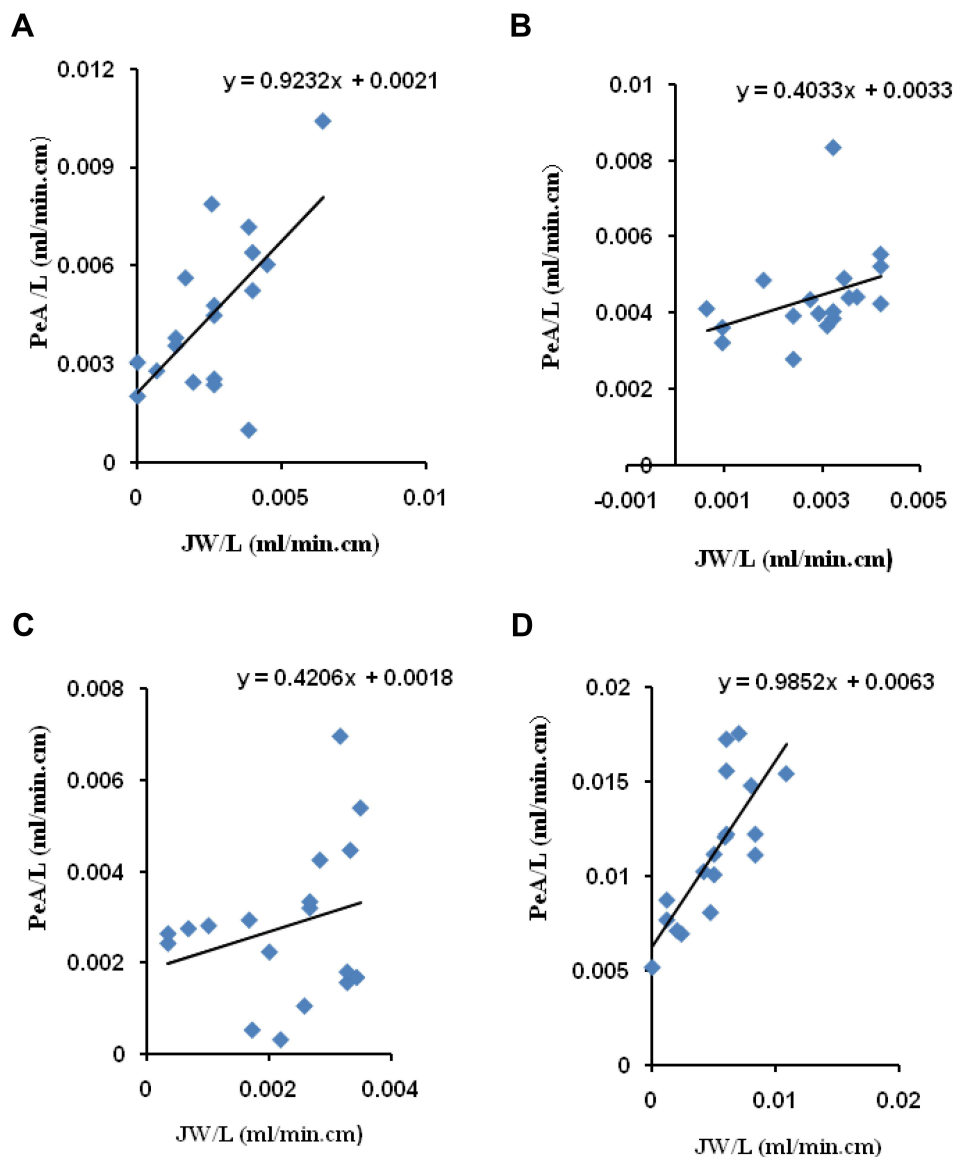 A
y = 0.9232x + 0.0021
PeA /L (ml/min.cm)
0.012
0.009
0.006
0.003
0
0 0.005 0.01
JW/L (ml/min.cm)
B
y = 0.4033x + 0.0033
PeA/L (ml/min.cm)
0.01
0.008
0.006
0.004
0.002
0
-0.001 0.001 0.003 0.005
JW/L (ml/min.cm)
C
y = 0.4206x + 0.0018
PeA/L (ml/min.cm)
0.008
0.006
0.004
0.002
0
0 0.002 0.004
JW/L (ml/min.cm)
D
y = 0.9852x + 0.0063
PeA/L (ml/min.cm)
0.02
0.015
0.01
0.005
0
0 0.01 0.02
JW/L (ml/min.cm)